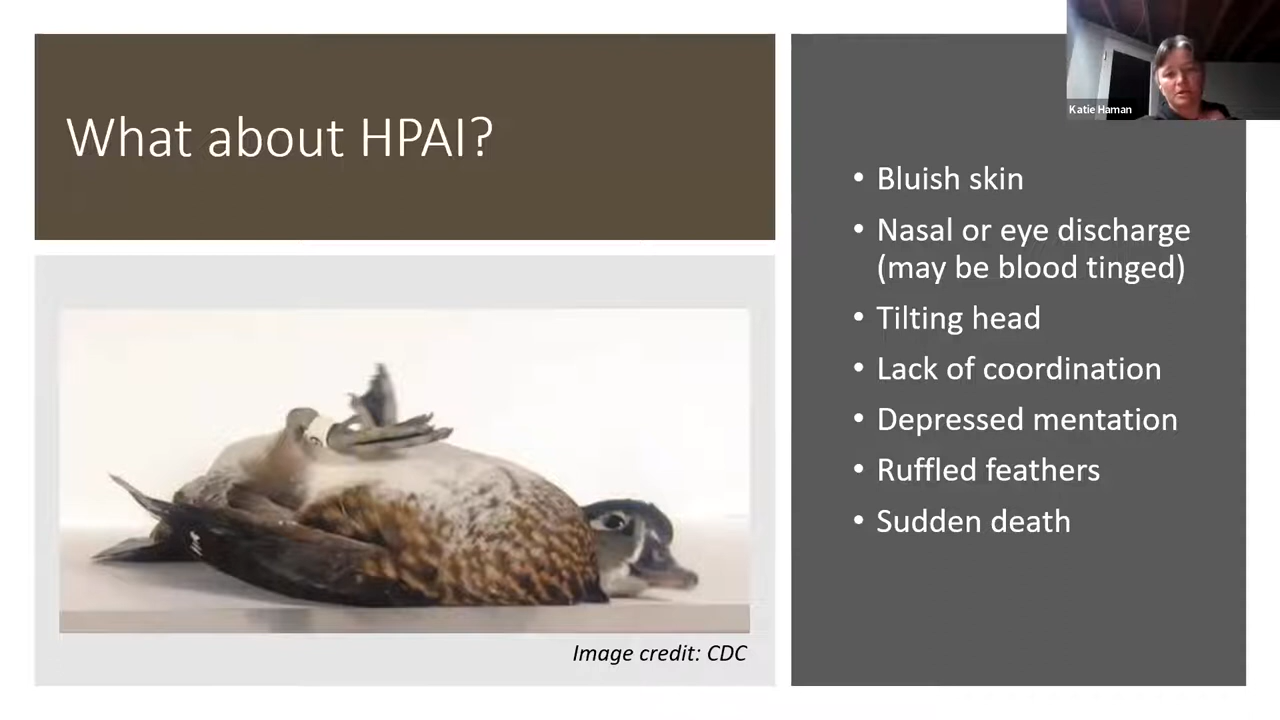 What about HPAI?
Katie Haman
• Bluish skin
• Nasal or eye discharge
(may be blood tinged)
• Tilting head
• Lack of coordination
• Depressed mentation
• Ruffled feathers
• Sudden death
Image credit: CDC